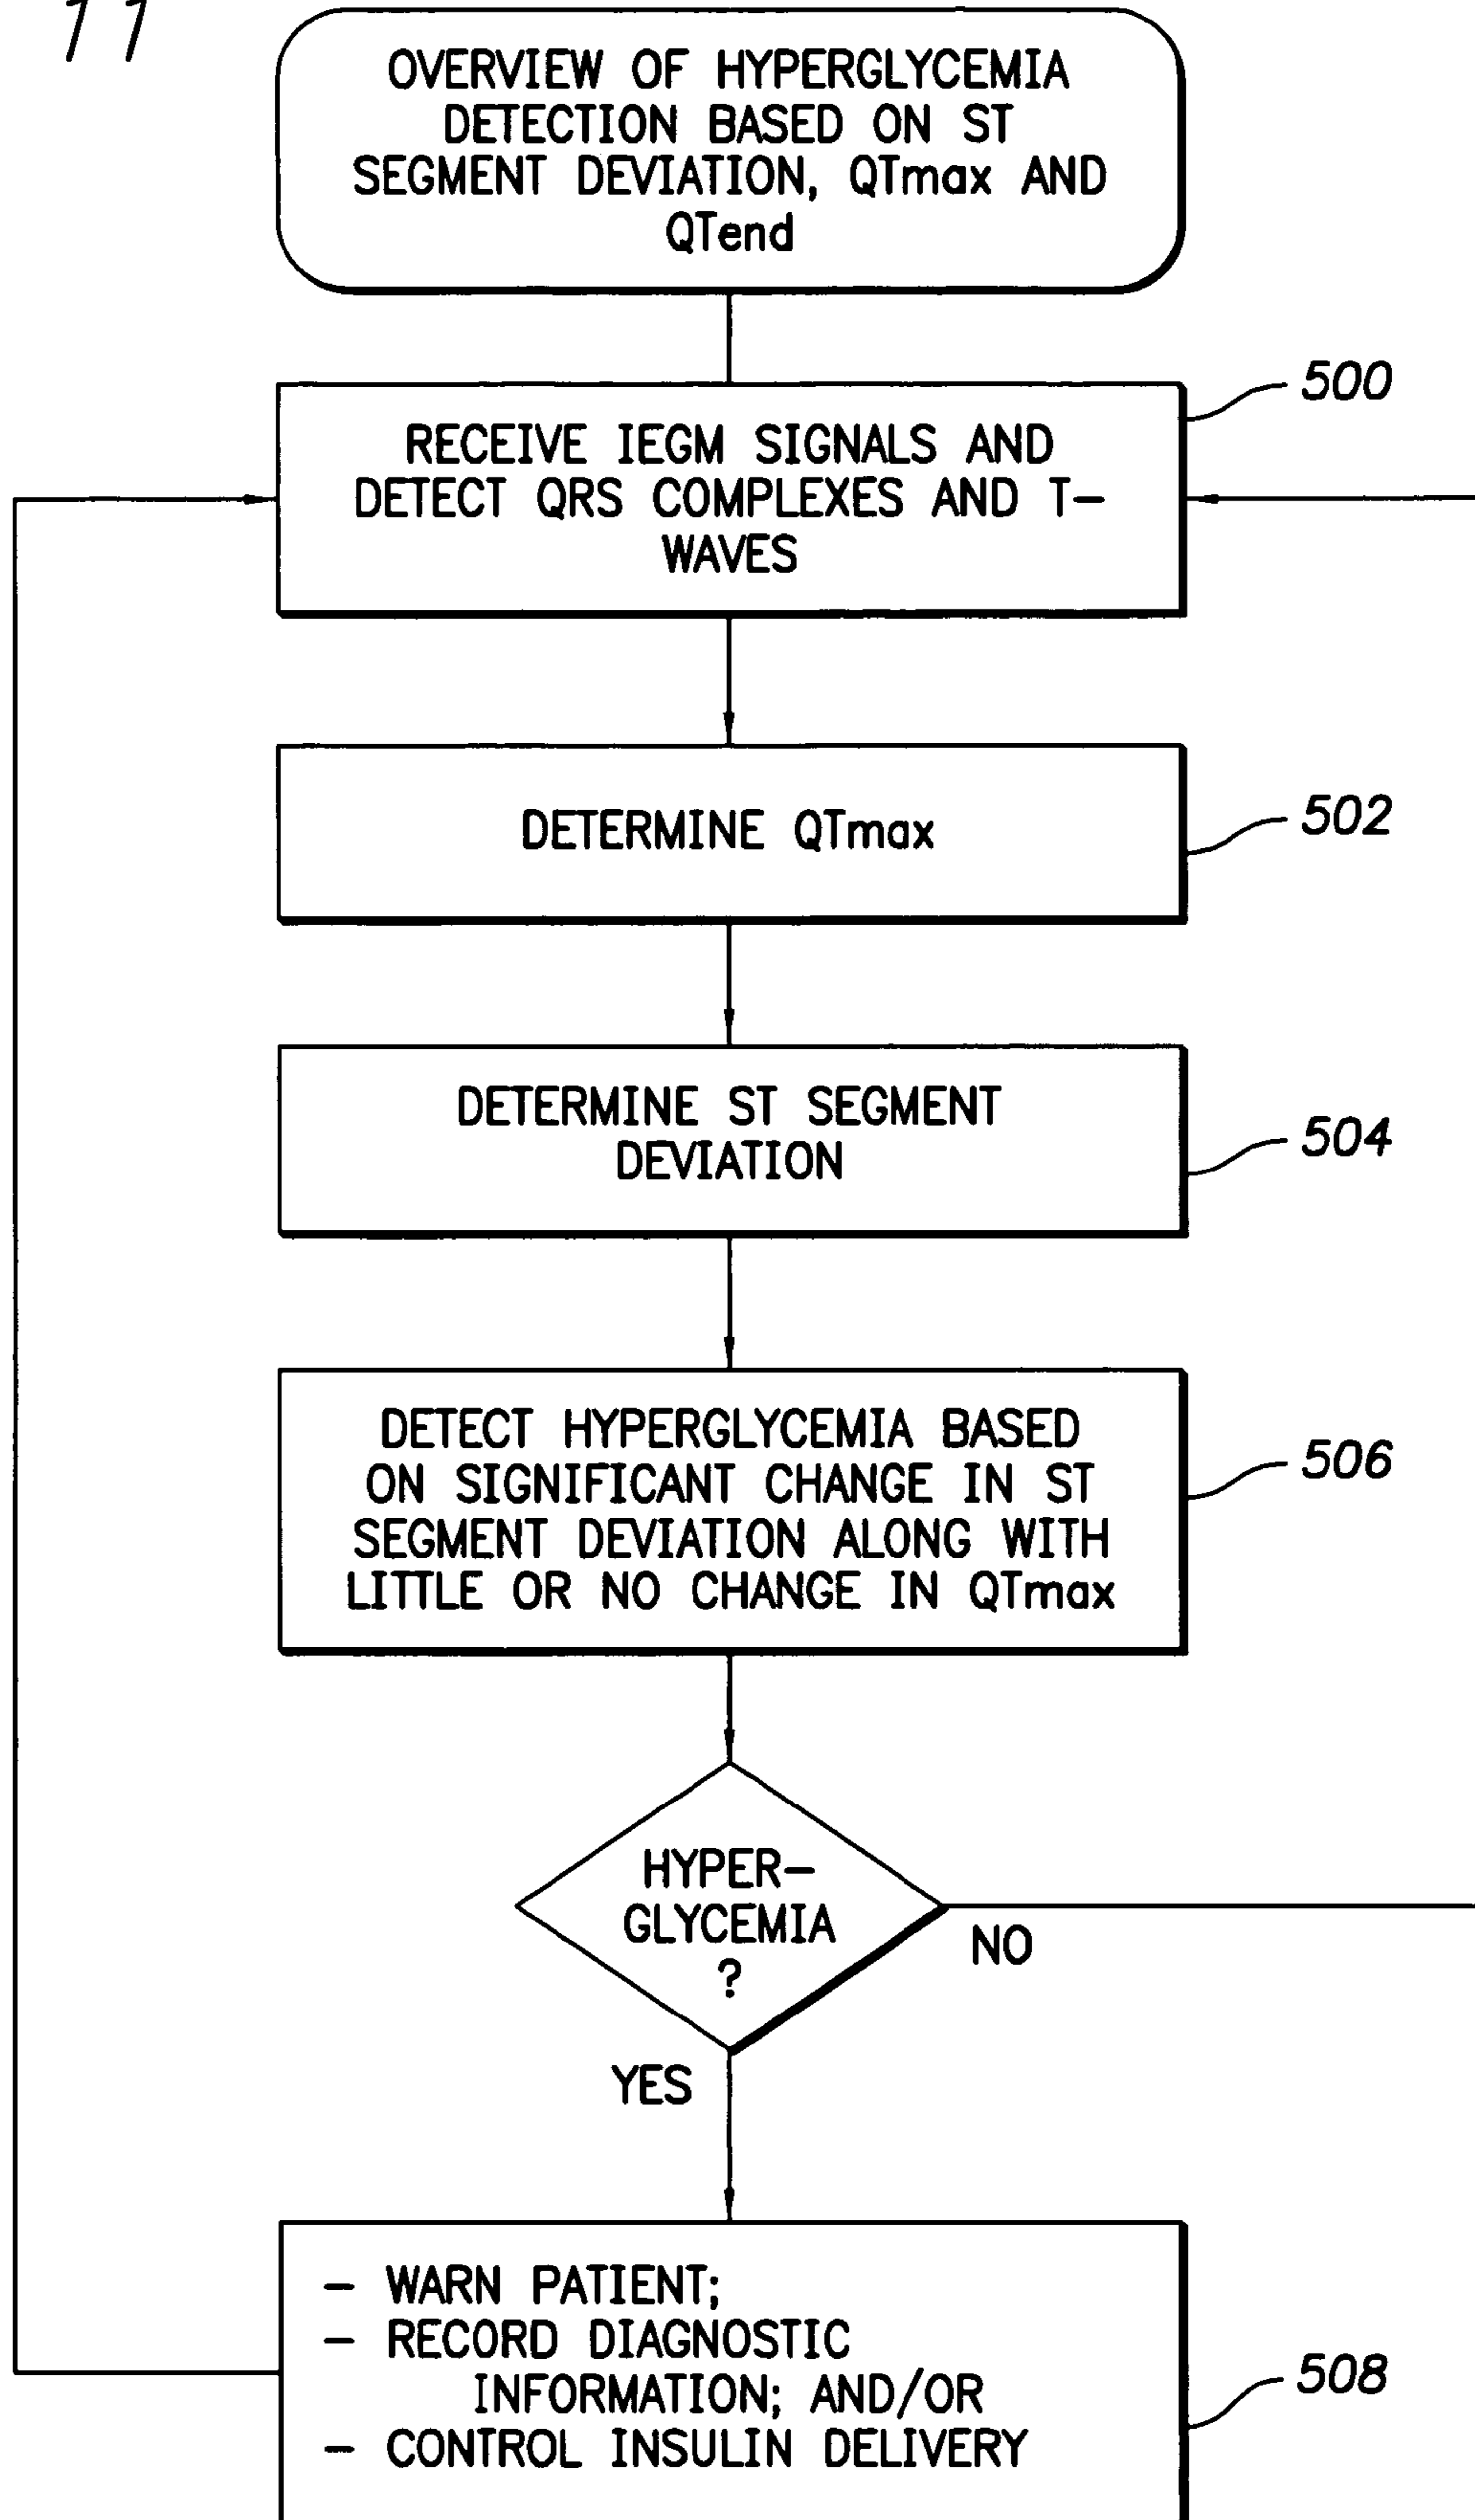 11
OVERVIEW OF HYPERGLYCEMIA
DETECTION BASED ON ST
SEGMENT DEVIATION, QTmax AND
QTend
500
RECEIVE IEGM SIGNALS AND
DETECT QRS COMPLEXES AND T-
WAVES
DETERMINE QTmax
502
DETERMINE ST SEGMENT
DEVIATION
504
DETECT HYPERGLYCEMIA BASED
ON SIGNIFICANT CHANGE IN ST
SEGMENT DEVIATION ALONG WITH
LITTLE OR NO CHANGE IN QTmax
506
HYPER-
GLYCEMIA
?
NO
YES
- WARN PATIENT;
- RECORD DIAGNOSTIC
INFORMATION; AND/OR
- CONTROL INSULIN DELIVERY
508